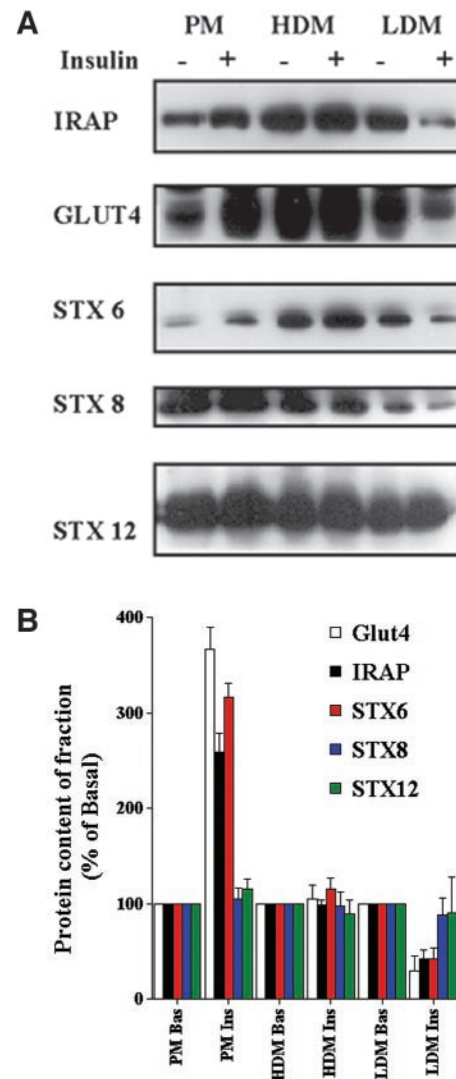 A
PM HDM LDM
Insulin - + - + - +
IRAP
GLUT4
STX 6
STX 8
STX 12
B
400
300
200
100
0
Protein content of fraction
(% of Basal)
Glut4
IRAP
STX6
STX8
STX12
PM Bas
PM Ins
HDM Bas
HDM Ins
LDM Bas
LDM Ins